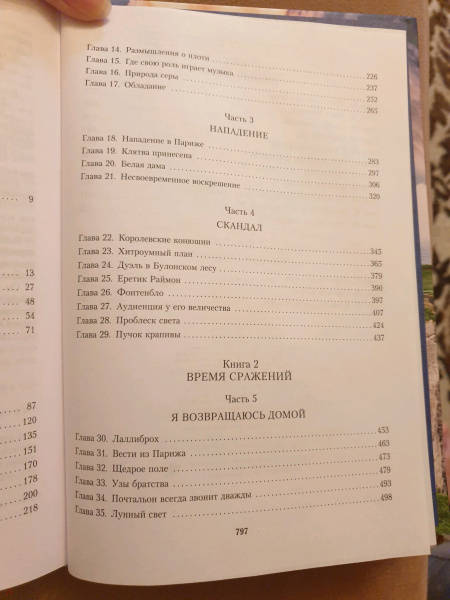 9
13
27
48
54
71
87
120
135
151
170
178
200
218
Глава 14. Размышления о плоти 226
Глава 15. Где свою роль играет музыка 237
Глава 16. Природа серы 252
Глава 17. Обладание 265
Часть 3
НАПАДЕНИЕ
Глава 18. Нападение в Париже 283
Глава 19. Клятва принесена 297
Глава 20. Белая дама 306
Глава 21. Несвоевременное воскрешение 320
Часть 4
СКАНДАЛ
Глава 22. Королевские конюшни 345
Глава 23. Хитроумный план 365
Глава 24. Дуэль в Булонском лесу 379
Глава 25. Еретик Раймон 390
Глава 26. Фонтенбло 397
Глава 27. Аудиенция у его величества 407
Глава 28. Проблеск света 424
Глава 29. Пучок крапивы 437
Книга 2
ВРЕМЯ СРАЖЕНИЙ
Часть 5
Я ВОЗВРАЩАЮСЬ ДОМОЙ
Глава 30. Лаллиброх 453
Глава 31. Вести из Парижа 463
Глава 32. Щедрое поле 473
Глава 33. Узы братства 479
Глава 34. Почтальон всегда звонит дважды 493
Глава 35. Лунный свет 498
797